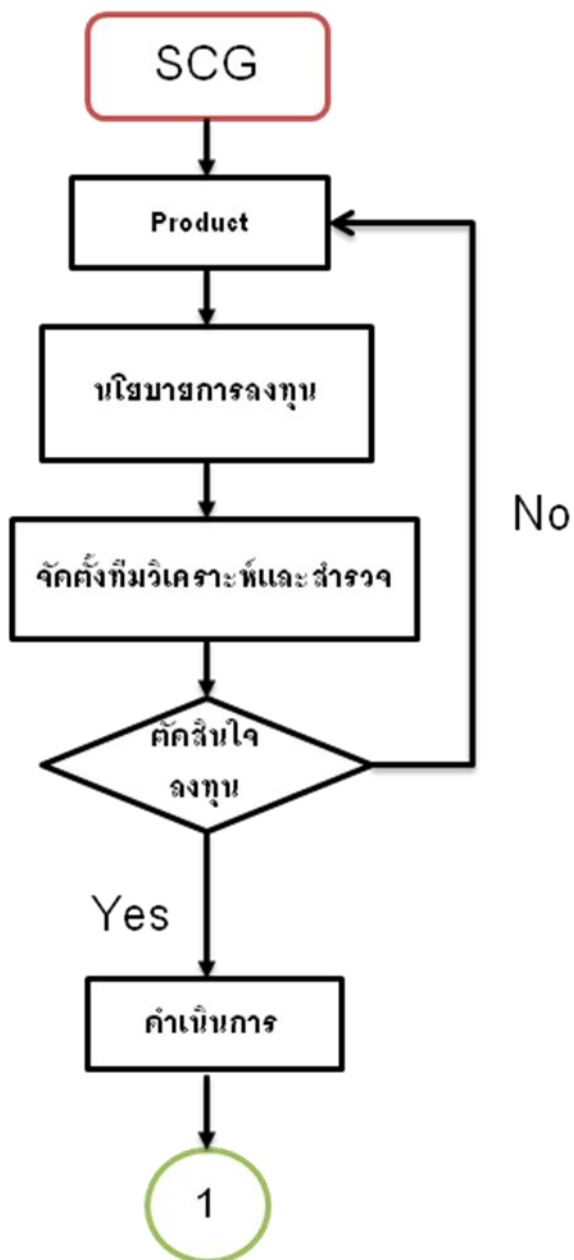 SCG
Product
นโยบายการลงทุน
จัดตั้งทีมวิเคราะห์และสำรวจ
No
ตัดสินใจ
ลงทุน
Yes
ดำเนินการ
1